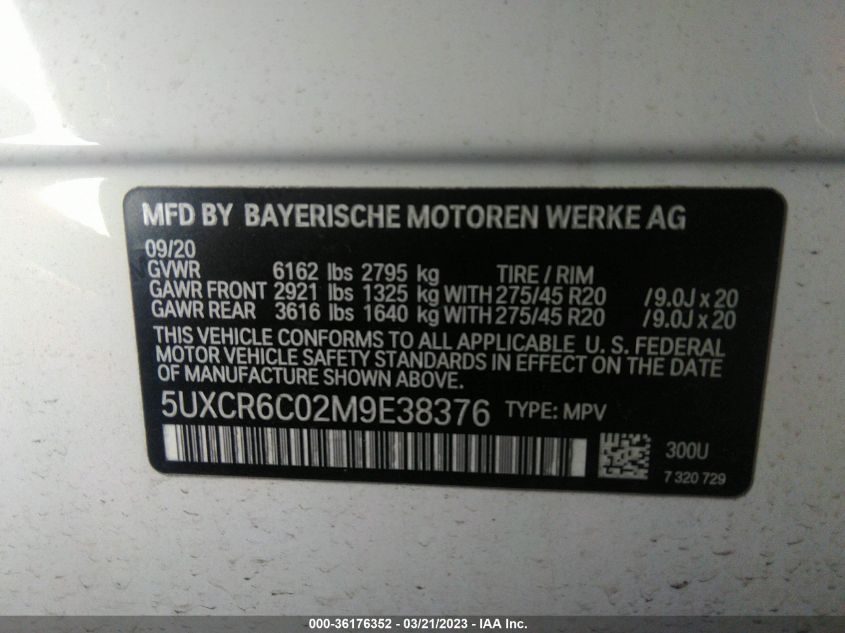 MFD BY BAYERISCHE MOTOREN WERKE AG
09/20
GVWR 6162 lbs 2795 kg TIRE / RIM
GAWR FRONT 2921 lbs 1325 kg WITH 275/45 R20 / 9.0J x 20
GAWR REAR 3616 lbs 1640 kg WITH 275/45 R20 / 9.0J x 20
THIS VEHICLE CONFORMS TO ALL APPLICABLE U. S. FEDERAL
MOTOR VEHICLE SAFETY STANDARDS IN EFFECT ON THE DATE
OF MANUFACTURE SHOWN ABOVE.
5UXCR6C02M9E38376 TYPE: MPV
300U
7 320 729
000-36176352 / 03/21/2023 - IAA Inc.